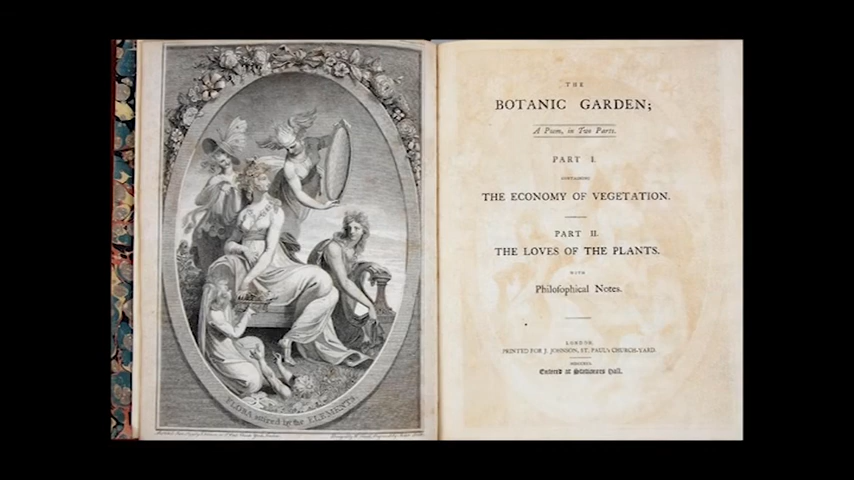 FLORA attired by the ELEMENTS
THE
BOTANIC GARDEN;
A Poem, in Two Parts.
PART I.
CONTAINING
THE ECONOMY OF VEGETATION.
PART II.
THE LOVES OF THE PLANTS.
WITH
Philoſophical Notes.
LONDON,
PRINTED FOR J. JOHNSON, ST. PAUL'S CHURCH-YARD.
Entered at Stationers Hall.